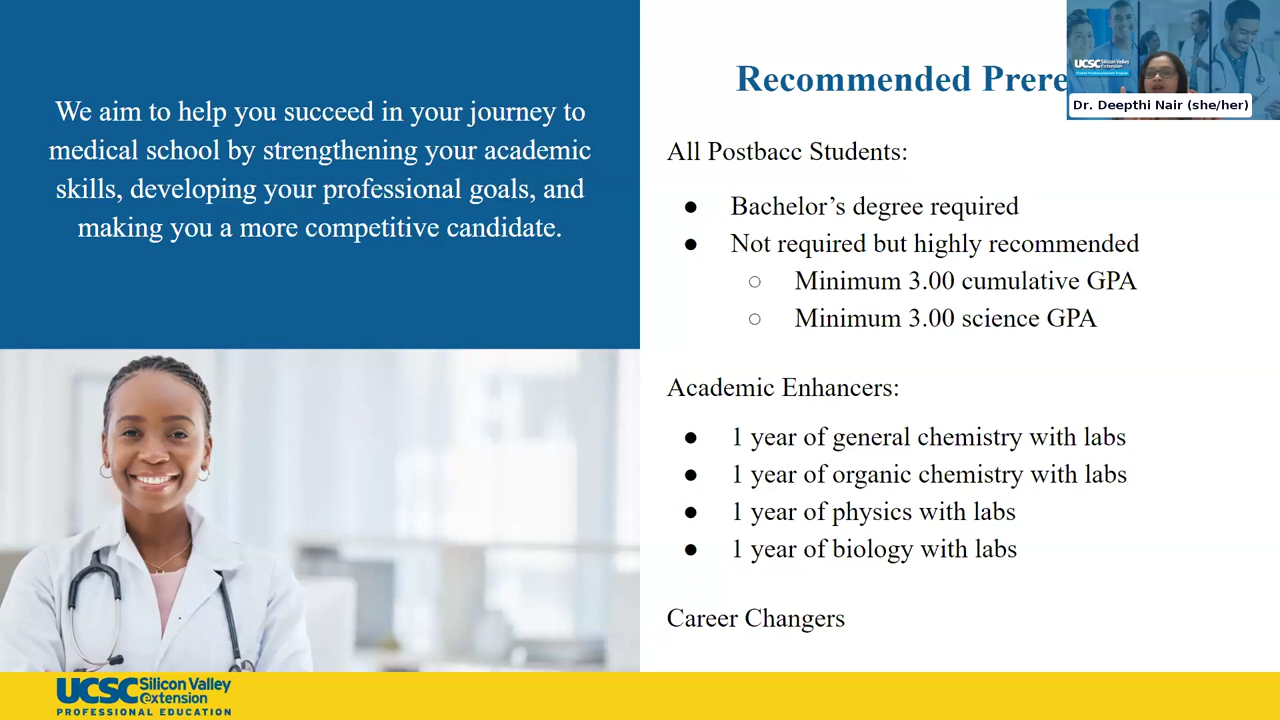 We aim to help you succeed in your journey to
medical school by strengthening your academic
skills, developing your professional goals, and
making you a more competitive candidate.
Recommended Prere
UCSC Silicon Valley
extension
Dr. Deepthi Nair (she/her)
All Postbacc Students:
● Bachelor’s degree required
● Not required but highly recommended
○ Minimum 3.00 cumulative GPA
○ Minimum 3.00 science GPA
Academic Enhancers:
● 1 year of general chemistry with labs
● 1 year of organic chemistry with labs
● 1 year of physics with labs
● 1 year of biology with labs
Career Changers
UCSC Silicon Valley
extension
PROFESSIONAL EDUCATION